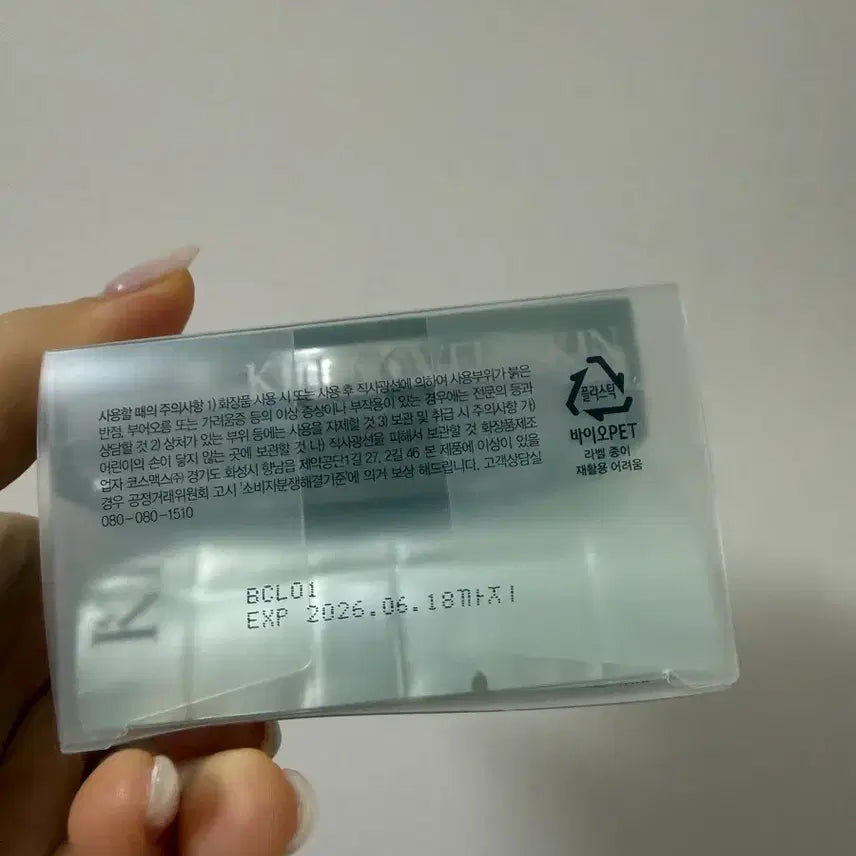 사용할 때의 주의사항 1) 화장품 사용 시 또는 사용 후 직사광선에 의하여 사용부위가 붉은
반점, 부어오름 또는 가려움증 등의 이상 증상이나 부작용이 있는 경우에는 전문의 등과
상담할 것 2) 상처가 있는 부위 등에는 사용을 자제할 것 3) 보관 및 취급 시 주의사항 가)
어린이의 손이 닿지 않는 곳에 보관할 것 나) 직사광선을 피해서 보관할 것 화장품제조
업자 코스맥스㈜ 경기도 화성시 향남읍 제약공단1길 27, 2길 46 본 제품에 이상이 있을
경우 공정거래위원회 고시 '소비자분쟁해결기준'에 의거 보상 해드립니다. 고객상담실
080-080-1510
플라스틱
바이오PET
라벨 종이
재활용 어려움
BCL01
EXP 2026.06.18까지